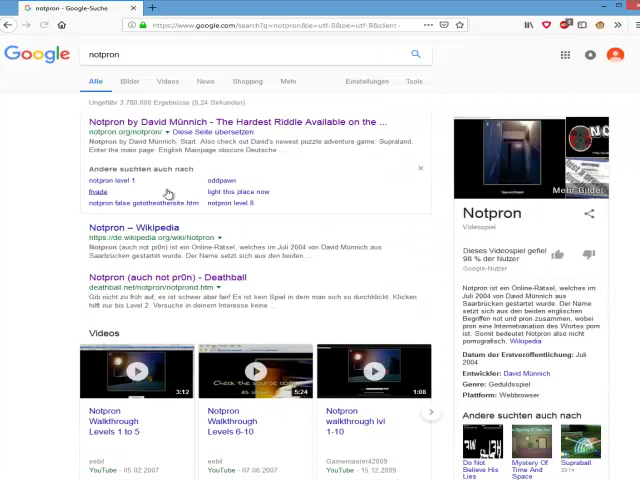 notpron - Google-Suche
https://www.google.com/search?q=notpron&ie=utf-8&oe=utf-8&client-
Google
notpron
Alle Bilder Videos News Shopping Mehr Einstellungen Tools
Ungefähr 3.780.000 Ergebnisse (0,24 Sekunden)
Notpron by David Münnich - The Hardest Riddle Available on the ...
notpron.org/notpron/ Diese Seite übersetzen
Notpron by David Münnich. Start. Also check out David's newest puzzle adventure game: Supraland.
Enter the main page: English Mainpage obscure Deutsche ...
Andere suchten auch nach
notpron level 1 oddpawn
frvade light this place now
notpron false gototheothersite.htm notpron level 8
Notpron – Wikipedia
https://de.wikipedia.org/wiki/Notpron
Notpron (auch not pr0n) ist ein Online-Rätsel, welches im Juli 2004 von David Münnich aus
Saarbrücken gestartet wurde. Der Name setzt sich aus den beiden ...
Notpron (auch not pr0n) - Deathball
deathball.net/notpron/notprond.htm
Gib nicht zu früh auf, es ist schwer aber fair! Es ist kein Spiel in dem man sich so durchklickt. Klicken
hilft nur bis Level 2. Versuche in deinem Interesse keine ...
Videos
3:12
Check the source code
5:24
1:08
Notpron
Walkthrough
Levels 1 to 5
eebil
YouTube - 05.02.2007
Notpron
Walkthrough
Levels 6-10
eebil
YouTube - 07.06.2007
Notpron
walkthrough lvl
1-10
Gamemaster42009
YouTube - 15.12.2009
Mehr Bilder
Notpron
Videospiel
Dieses Videospiel gefiel
98 % der Nutzer
Google-Nutzer
Notpron ist ein Online-Rätsel, welches im
Juli 2004 von David Münnich aus
Saarbrücken gestartet wurde. Der Name
setzt sich aus den beiden englischen
Begriffen not und pron zusammen, wobei
pron eine Internetvariation des Wortes porn
ist. Somit bedeutet Notpron also nicht
pornografisch. Wikipedia
Datum der Erstveröffentlichung: Juli
2004
Entwickler: David Münnich
Genre: Geduldsspiel
Plattform: Webbrowser
Andere suchten auch nach
Do Not
Believe His
Lies
Mystery Of
Time And
Space
Supraball
2014